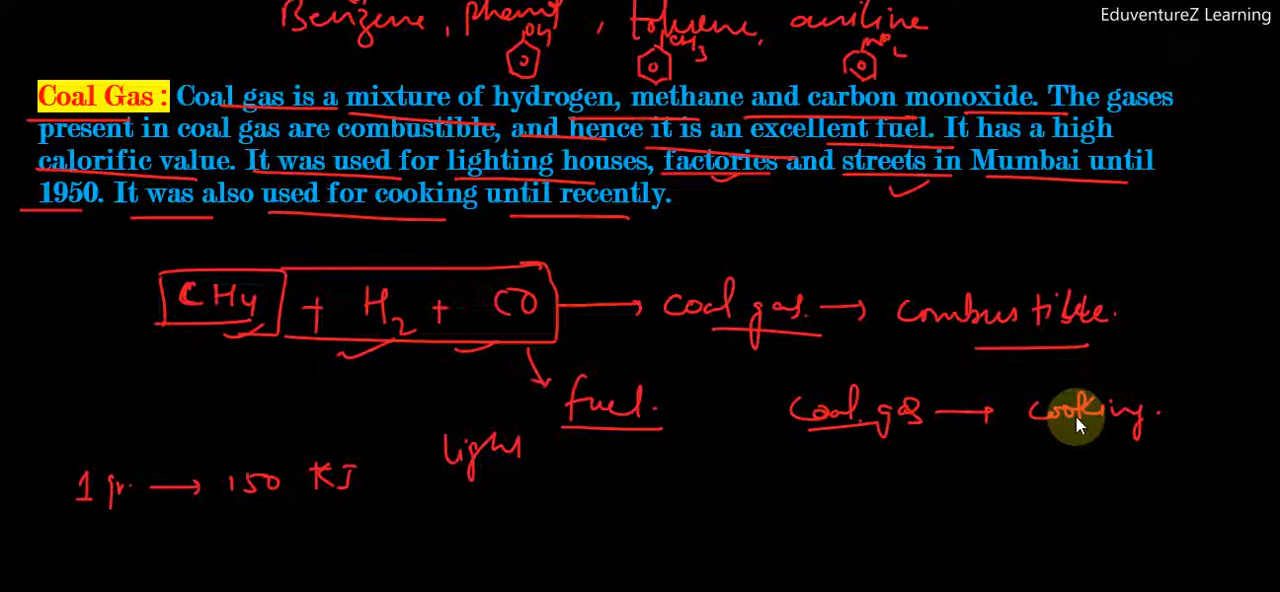 EduventureZ Learning
Benzene, phenol, toluene, aniline
OH CH3 NH2
Coal Gas : Coal gas is a mixture of hydrogen, methane and carbon monoxide. The gases
present in coal gas are combustible, and hence it is an excellent fuel. It has a high
calorific value. It was used for lighting houses, factories and streets in Mumbai until
1950. It was also used for cooking until recently.
CH4 + H2 + CO → coal gas. → combustible.
fuel. coal gas → cooking.
light
1 gr. → 150 KJ